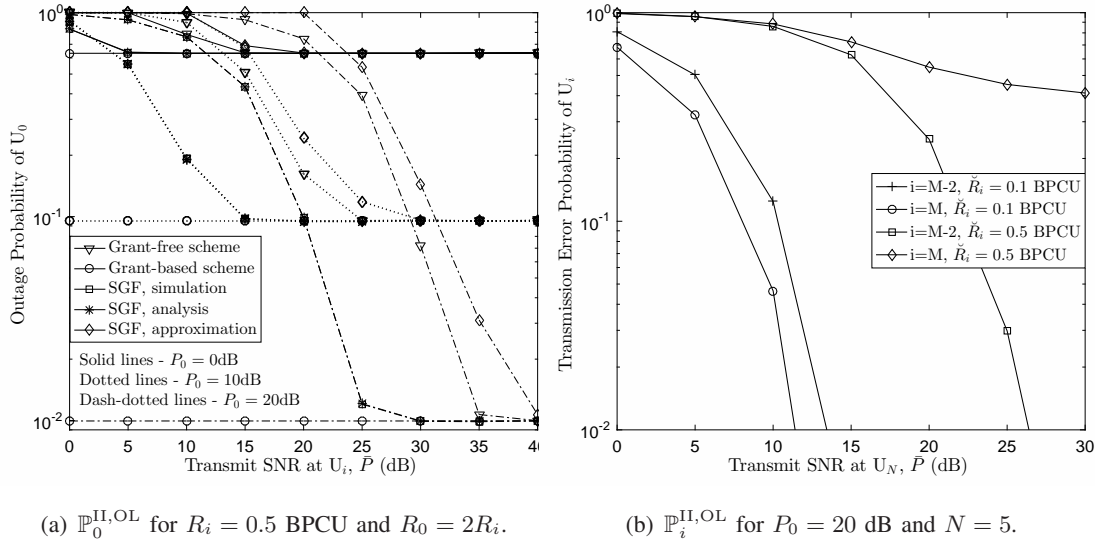 10^0
10^-1
10^-2
Outage Probability of U_0
Grant-free scheme
Grant-based scheme
SGF, simulation
SGF, analysis
SGF, approximation
Solid lines - P_0 = 0dB
Dotted lines - P_0 = 10dB
Dash-dotted lines - P_0 = 20dB
0 5 10 15 20 25 30 35 40
Transmit SNR at U_i, P̄ (dB)
(a) ℙ_0^{II,OL} for R_i = 0.5 BPCU and R_0 = 2R_i.
10^0
10^-1
10^-2
Transmission Error Probability of U_i
i=M-2, R̆_i = 0.1 BPCU
i=M, R̆_i = 0.1 BPCU
i=M-2, R̆_i = 0.5 BPCU
i=M, R̆_i = 0.5 BPCU
0 5 10 15 20 25 30
Transmit SNR at U_N, P̄ (dB)
(b) ℙ_i^{II,OL} for P_0 = 20 dB and N = 5.